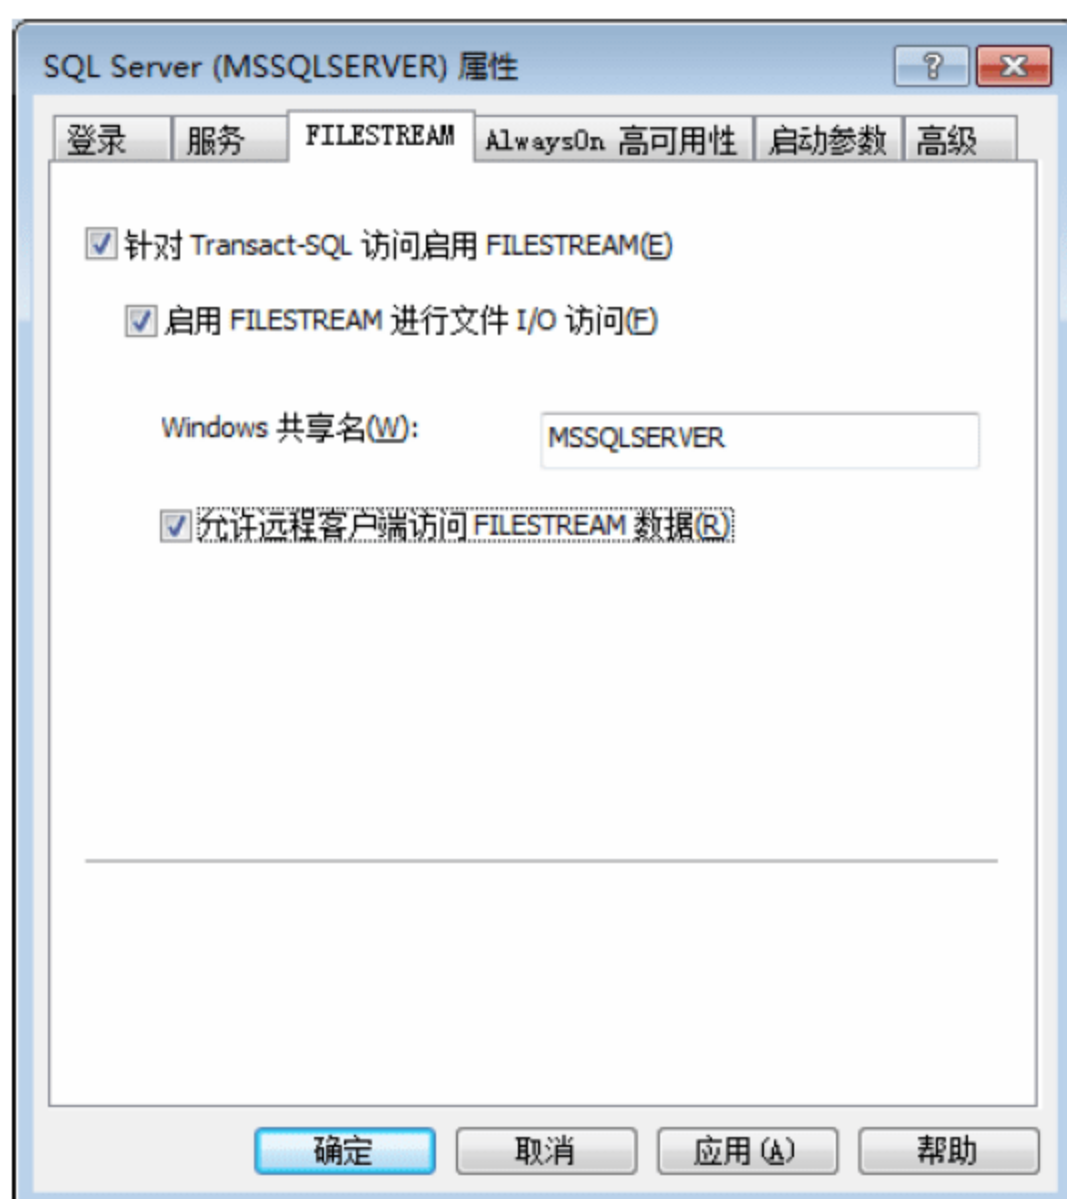 SQL Server (MSSQLSERVER) 属性
登录 服务 FILESTREAM AlwaysOn 高可用性 启动参数 高级
针对 Transact-SQL 访问启用 FILESTREAM(E)
启用 FILESTREAM 进行文件 I/O 访问(F)
Windows 共享名(W): MSSQLSERVER
允许远程客户端访问 FILESTREAM 数据(R)
确定 取消 应用(A) 帮助